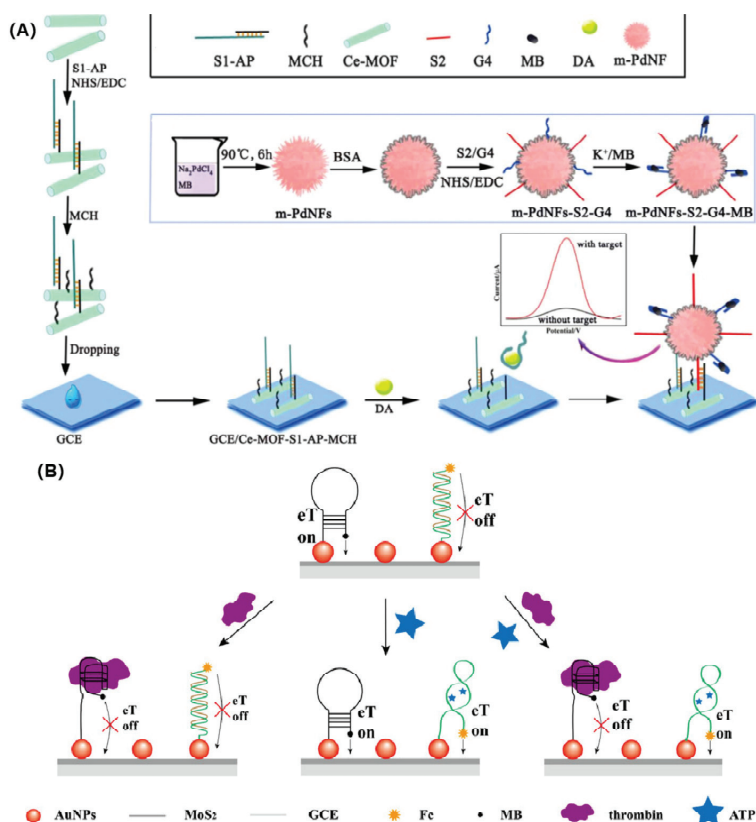 (A)
S1-AP
NHS/EDC
S1-AP MCH Ce-MOF S2 G4 MB DA m-PdNF
Na2PdCl4
MB
90℃, 6h
m-PdNFs
BSA
S2/G4
NHS/EDC
m-PdNFs-S2-G4
K+/MB
m-PdNFs-S2-G4-MB
MCH
Current/μA
with target
without target
Potential/V
Dropping
GCE
GCE/Ce-MOF-S1-AP-MCH
DA
(B)
eT
on
eT
off
eT
off
eT
off
eT
on
eT
on
eT
off
eT
on
AuNPs MoS2 GCE Fc MB thrombin ATP